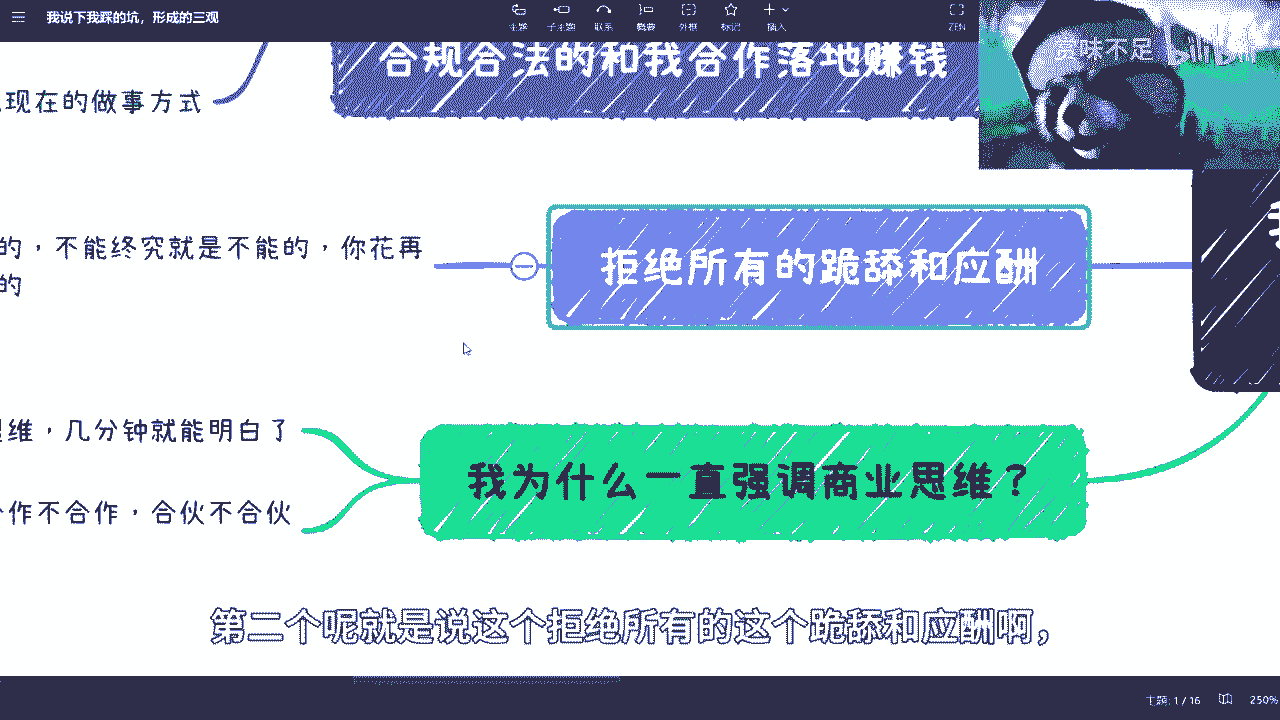 我说下我踩的坑，形成的三观
主题 子主题 联系 概要 外框 标记 插入 ZEN
赏味不足
合规合法的和我合作落地赚钱
现在的做事方式
的，不能终究就是不能的，你花再
的
拒绝所有的跪舔和应酬
维，几分钟就能明白了
我为什么一直强调商业思维？
作不合作，合伙不合伙
第二个呢就是说这个拒绝所有的这个跪舔和应酬啊，
主题: 1 / 16 250%